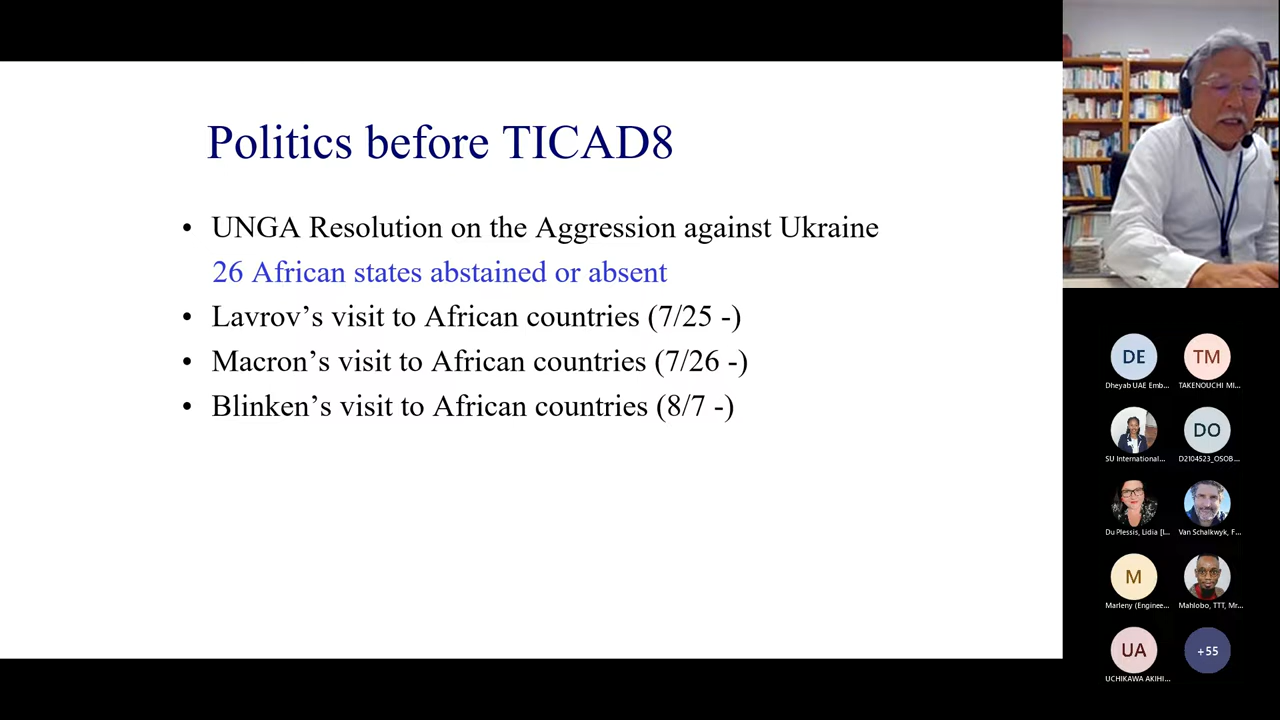 Politics before TICAD8
• UNGA Resolution on the Aggression against Ukraine
26 African states abstained or absent
• Lavrov’s visit to African countries (7/25 -)
• Macron’s visit to African countries (7/26 -)
• Blinken’s visit to African countries (8/7 -)
DE
TM
Dheyab UAE Emb...
TAKENOUCHI MI...
DO
SU International...
D2104523_OSOB...
Du Plessis, Lidia [L...
Van Schalkwyk, F...
M
Marleny (Enginee...
Mahlobo, TTT, Mr...
UA
+55
UCHIKAWA AKIHI...